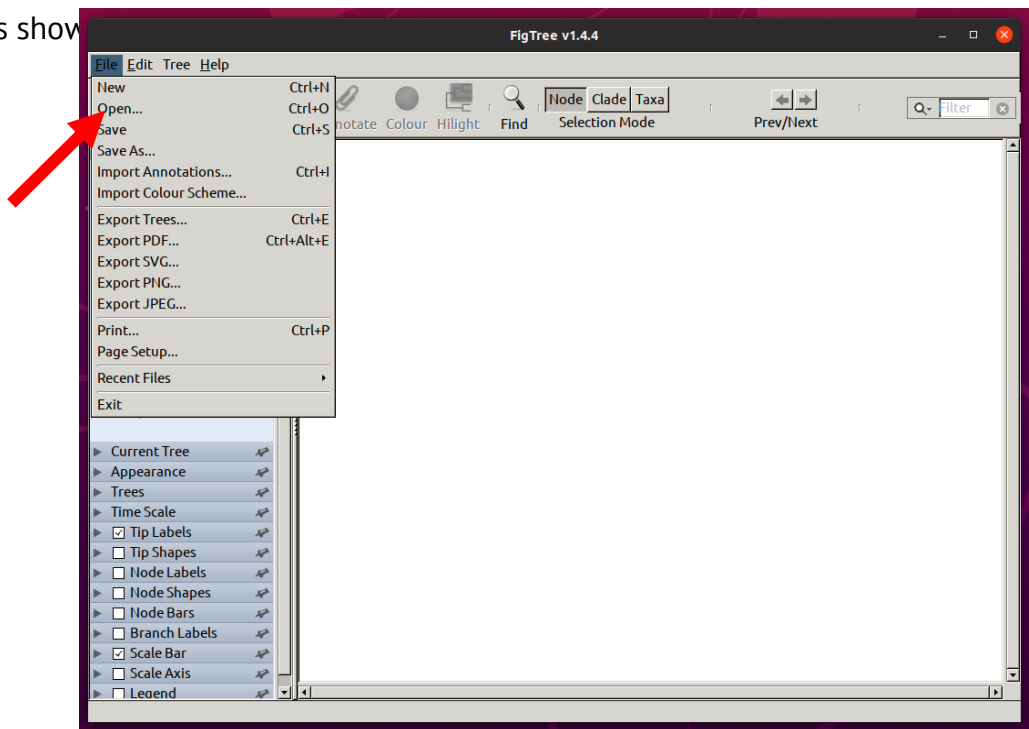 s show
FigTree v1.4.4
File Edit Tree Help
New Ctrl+N
Open... Ctrl+O
Save Ctrl+S
Save As...
Import Annotations... Ctrl+I
Import Colour Scheme...
Export Trees... Ctrl+E
Export PDF... Ctrl+Alt+E
Export SVG...
Export PNG...
Export JPEG...
Print... Ctrl+P
Page Setup...
Recent Files
Exit
notate Colour Hilight Find
Node Clade Taxa
Selection Mode
Prev/Next
Filter
Current Tree
Appearance
Trees
Time Scale
Tip Labels
Tip Shapes
Node Labels
Node Shapes
Node Bars
Branch Labels
Scale Bar
Scale Axis
Legend